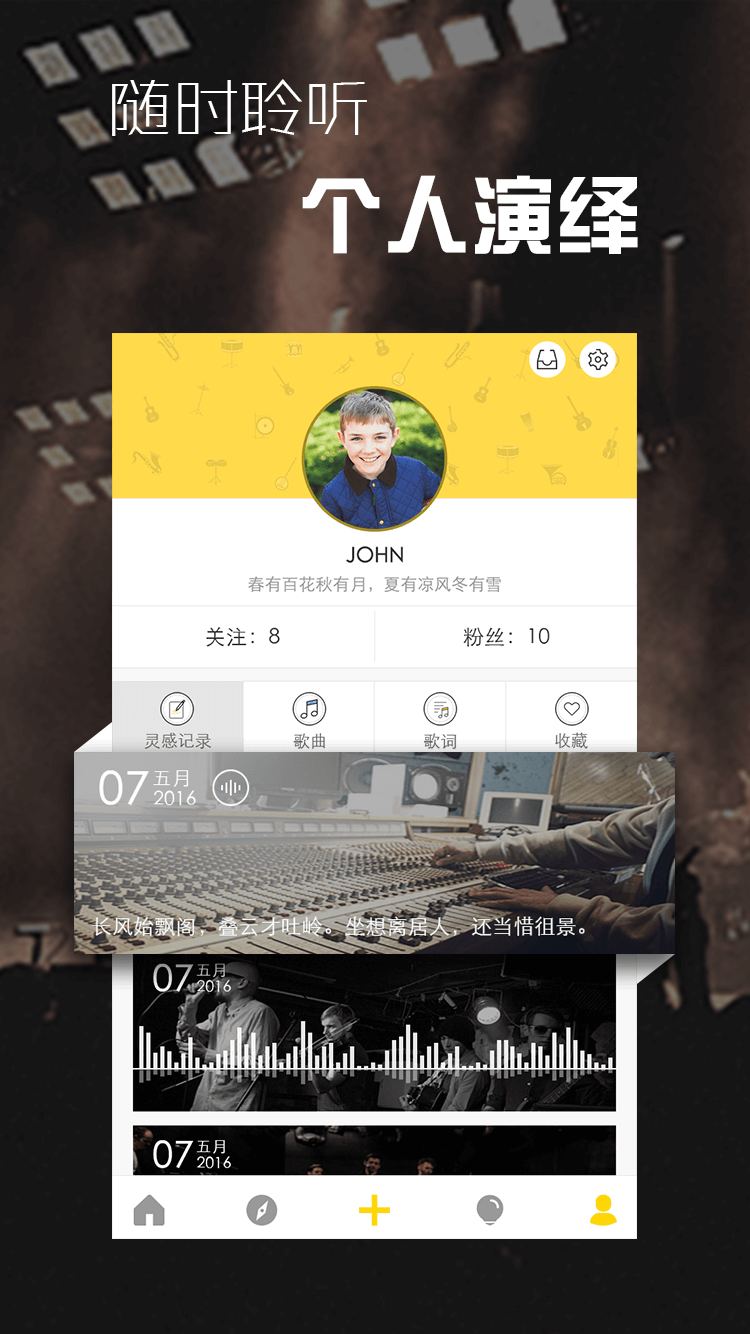 随时聆听
个人演绎
JOHN
春有百花秋有月，夏有凉风冬有雪
关注：8
粉丝：10
灵感记录
歌曲
歌词
收藏
07 五月 2016
长风始飘阁，叠云才吐岭。坐想离居人，还当惜徂景。
07 五月 2016
07 五月 2016